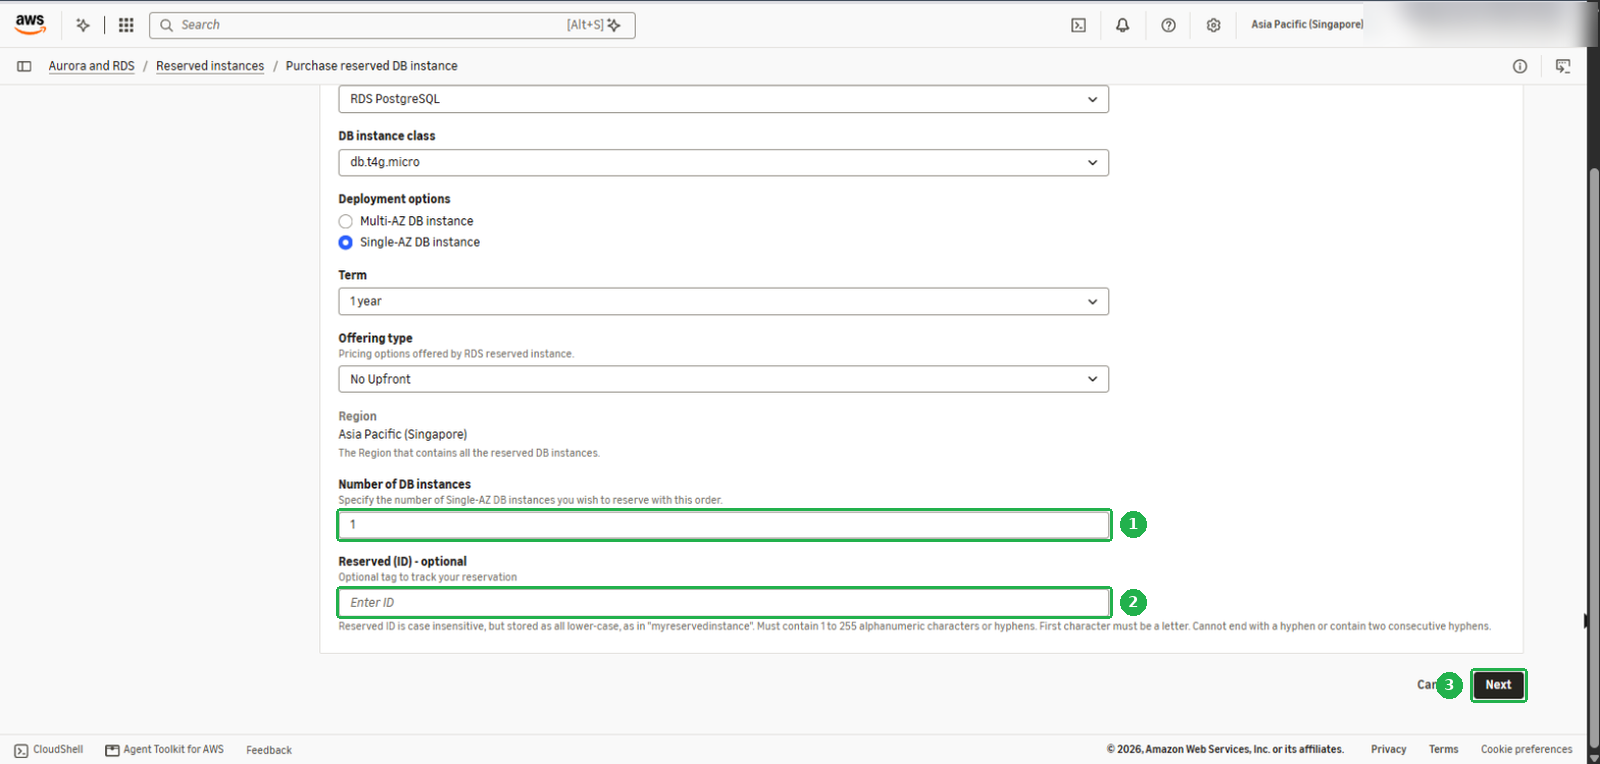 aws
Search
[Alt+S]
Asia Pacific (Singapore)
Aurora and RDS / Reserved instances / Purchase reserved DB instance
RDS PostgreSQL
DB instance class
db.t4g.micro
Deployment options
Multi-AZ DB instance
Single-AZ DB instance
Term
1 year
Offering type
Pricing options offered by RDS reserved instance.
No Upfront
Region
Asia Pacific (Singapore)
The Region that contains all the reserved DB instances.
Number of DB instances
Specify the number of Single-AZ DB instances you wish to reserve with this order.
1
1
Reserved (ID) - optional
Optional tag to track your reservation
Enter ID
2
Reserved ID is case insensitive, but stored as all lower-case, as in "myreservedinstance". Must contain 1 to 255 alphanumeric characters or hyphens. First character must be a letter. Cannot end with a hyphen or contain two consecutive hyphens.
3
Next
CloudShell
Agent Toolkit for AWS
Feedback
© 2026, Amazon Web Services, Inc. or its affiliates.
Privacy
Terms
Cookie preferences